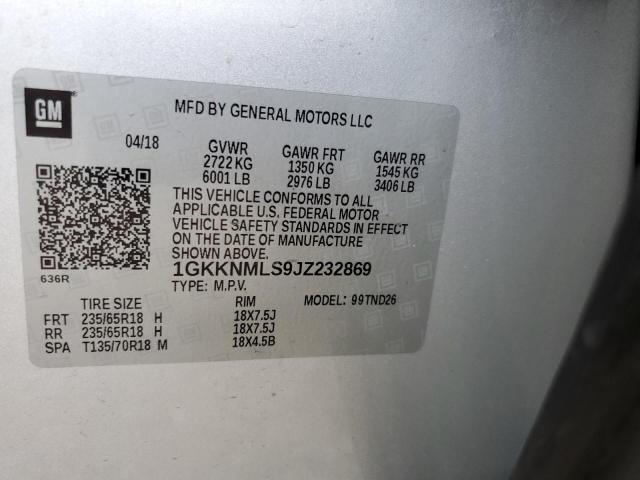 GM
MFD BY GENERAL MOTORS LLC
04/18
GVWR GAWR FRT GAWR RR
2722 KG 1350 KG 1545 KG
6001 LB 2976 LB 3406 LB
THIS VEHICLE CONFORMS TO ALL
APPLICABLE U.S. FEDERAL MOTOR
VEHICLE SAFETY STANDARDS IN
EFFECT ON THE DATE OF MANUFACTURE
SHOWN ABOVE.
1GKKNMLS9JZ232869
636R
TYPE: M.P.V. MODEL: 99TND26
TIRE SIZE RIM
FRT 235/65R18 H 18X7.5J
RR 235/65R18 H 18X7.5J
SPA T135/70R18 M 18X4.5B